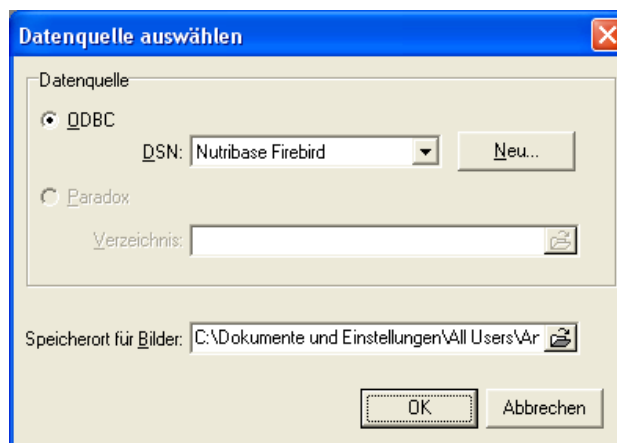 Datenquelle auswählen
Datenquelle
ODBC
DSN: Nutribase Firebird Neu...
Paradox
Verzeichnis:
Speicherort für Bilder: C:\Dokumente und Einstellungen\All Users\Ar
OK Abbrechen